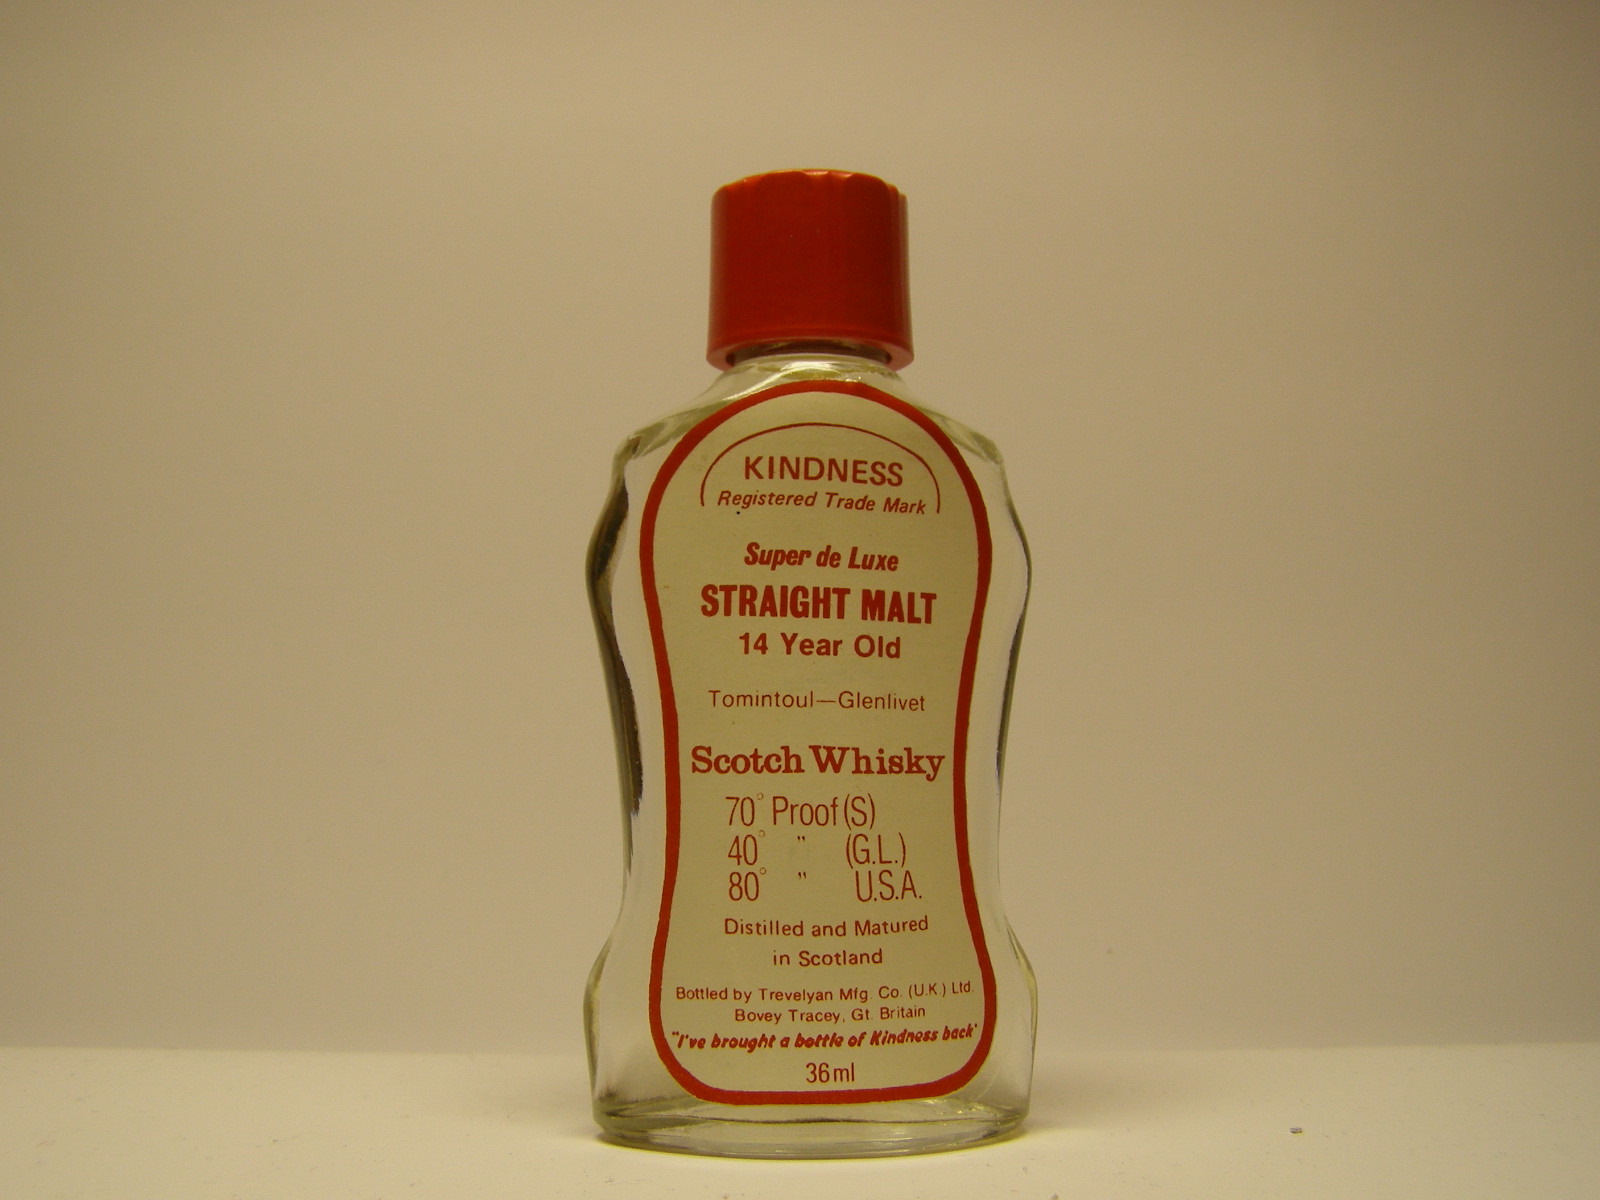 KINDNESS
Registered Trade Mark
Super de Luxe
STRAIGHT MALT
14 Year Old
Tomintoul—Glenlivet
Scotch Whisky
70° Proof (S)
40° " (G.L.)
80° " U.S.A.
Distilled and Matured
in Scotland
Bottled by Trevelyan Mfg. Co. (U.K.) Ltd.
Bovey Tracey, Gt. Britain
"I've brought a bottle of Kindness back'
36ml